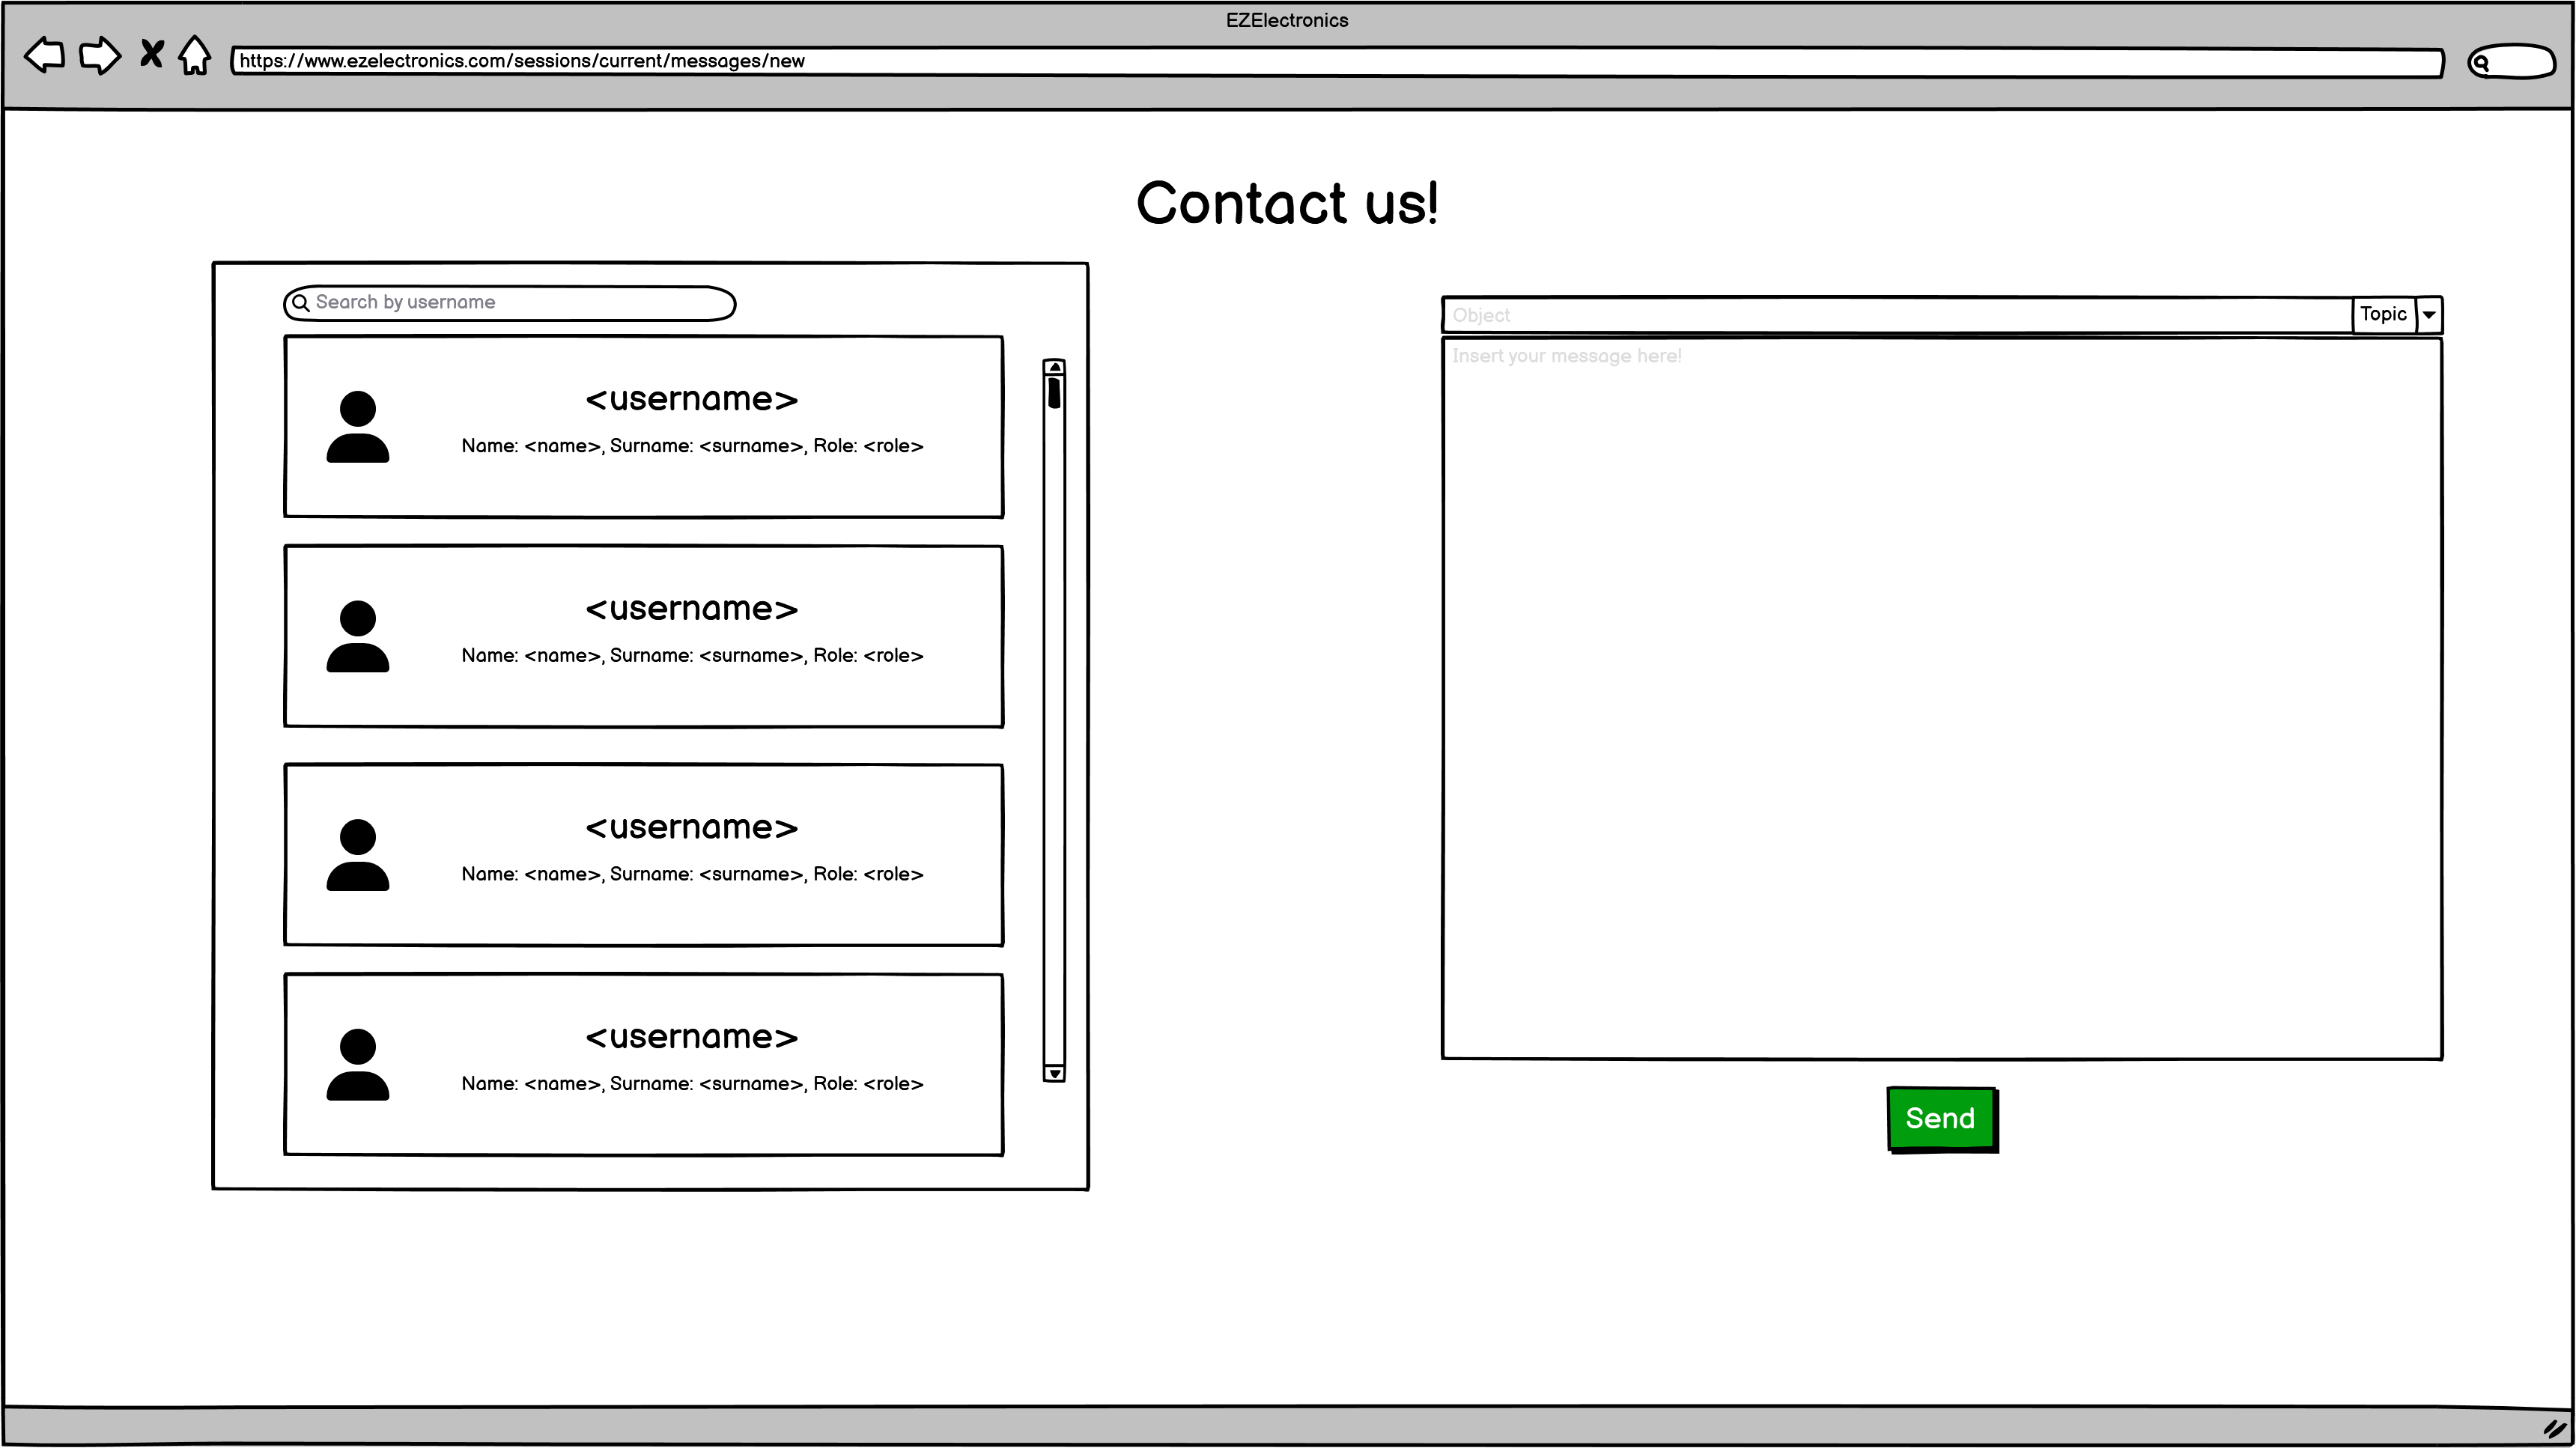 EZElectronics
https://www.ezelectronics.com/sessions/current/messages/new
Contact us!
Search by username
<username>
Name: <name>, Surname: <surname>, Role: <role>
<username>
Name: <name>, Surname: <surname>, Role: <role>
<username>
Name: <name>, Surname: <surname>, Role: <role>
<username>
Name: <name>, Surname: <surname>, Role: <role>
Object
Topic
Insert your message here!
Send